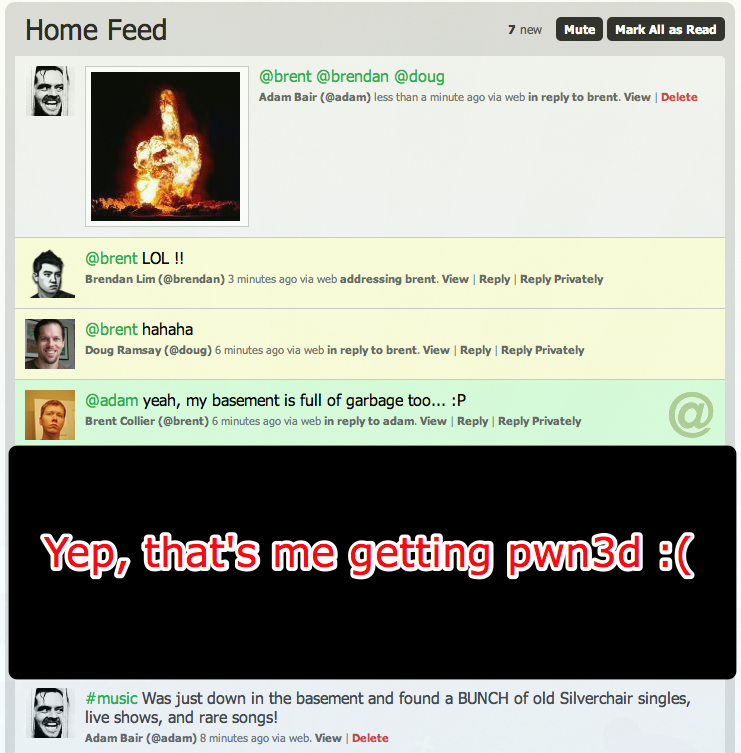 Home Feed
7 new Mute Mark All as Read
@brent @brendan @doug
Adam Bair (@adam) less than a minute ago via web in reply to brent. View | Delete
@brent LOL !!
Brendan Lim (@brendan) 3 minutes ago via web addressing brent. View | Reply | Reply Privately
@brent hahaha
Doug Ramsay (@doug) 6 minutes ago via web in reply to brent. View | Reply | Reply Privately
@adam yeah, my basement is full of garbage too... :P
@
Brent Collier (@brent) 6 minutes ago via web in reply to adam. View | Reply | Reply Privately
Yep, that's me getting pwn3d :(
#music Was just down in the basement and found a BUNCH of old Silverchair singles,
live shows, and rare songs!
Adam Bair (@adam) 8 minutes ago via web. View | Delete